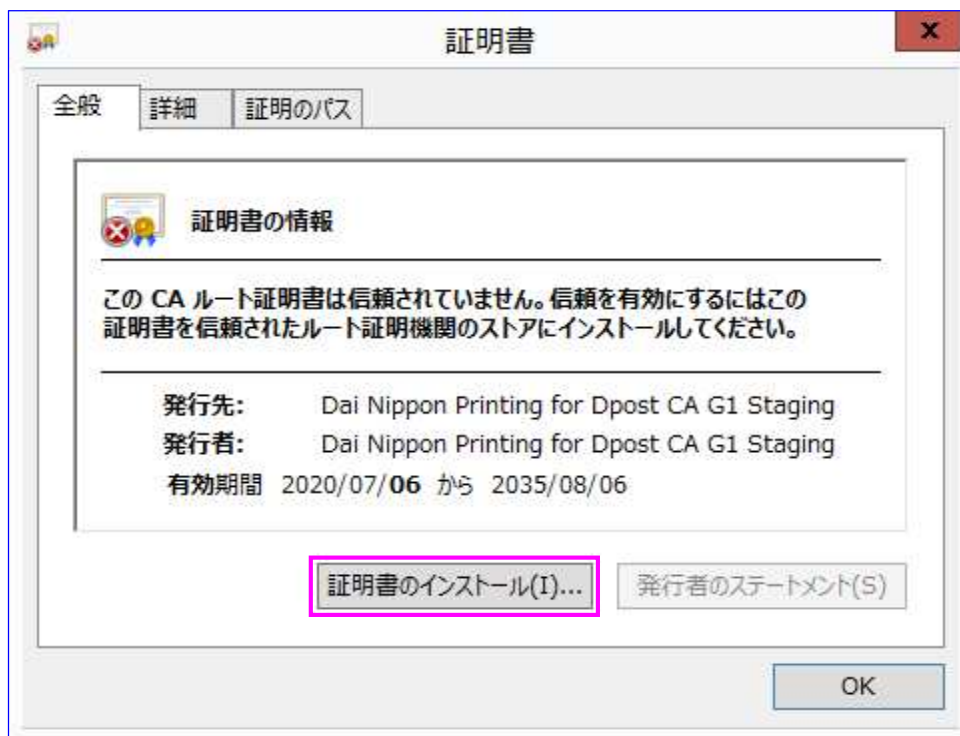 証明書
x
全般 詳細 証明のパス
証明書の情報
この CA ルート証明書は信頼されていません。信頼を有効にするにはこの
証明書を信頼されたルート証明機関のストアにインストールしてください。
発行先: Dai Nippon Printing for Dpost CA G1 Staging
発行者: Dai Nippon Printing for Dpost CA G1 Staging
有効期間 2020/07/06 から 2035/08/06
証明書のインストール(I)... 発行者のステートメント(S)
OK